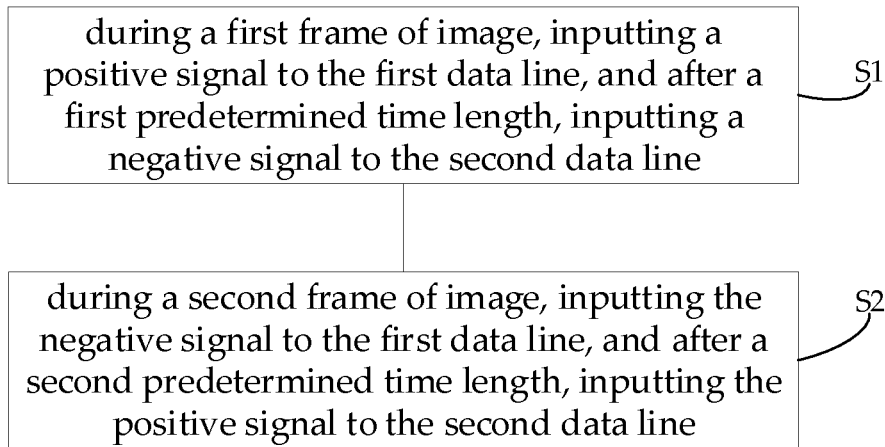 during a first frame of image, inputting a
positive signal to the first data line, and after a
first predetermined time length, inputting a
negative signal to the second data line
S1
during a second frame of image, inputting the
negative signal to the first data line, and after a
second predetermined time length, inputting the
positive signal to the second data line
S2